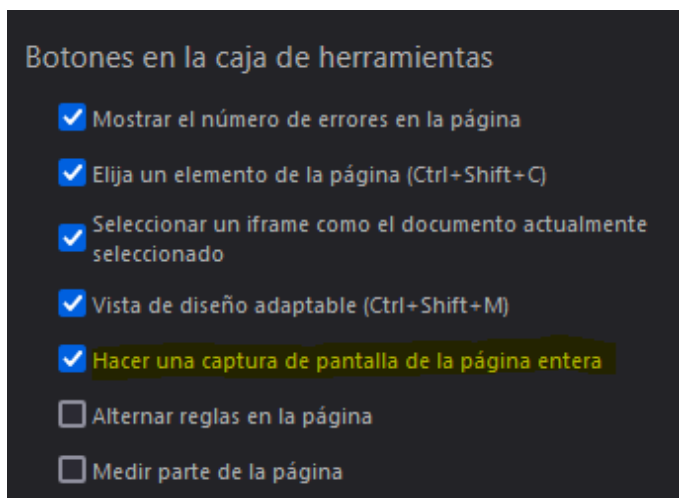 Botones en la caja de herramientas
Mostrar el número de errores en la página
Elija un elemento de la página (Ctrl+Shift+C)
Seleccionar un iframe como el documento actualmente
seleccionado
Vista de diseño adaptable (Ctrl+Shift+M)
Hacer una captura de pantalla de la página entera
Alternar reglas en la página
Medir parte de la página